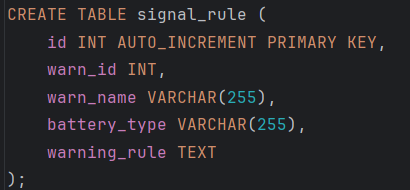 CREATE TABLE signal_rule (
    id INT AUTO_INCREMENT PRIMARY KEY,
    warn_id INT,
    warn_name VARCHAR(255),
    battery_type VARCHAR(255),
    warning_rule TEXT
);